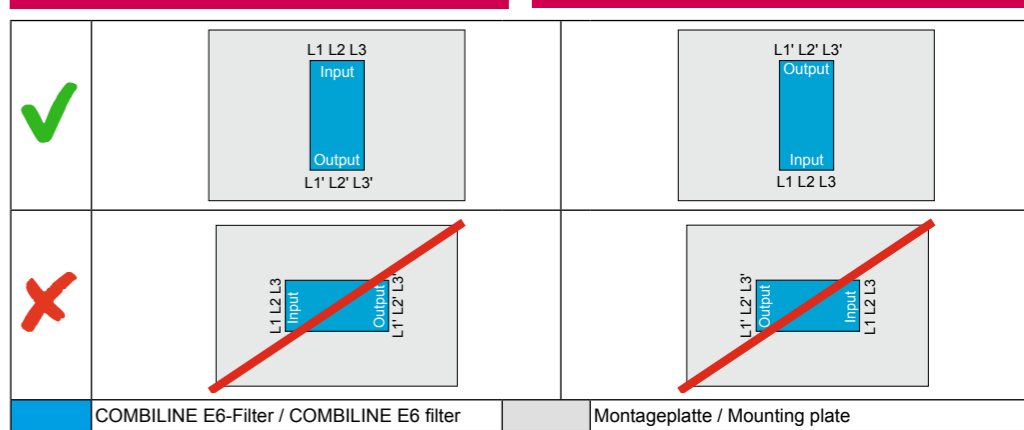 L1 L2 L3
Input
Output
L1' L2' L3'
L1' L2' L3'
Output
Input
L1 L2 L3
L1 L2 L3
Input
Output
L1' L2' L3'
L1' L2' L3'
Output
Input
L1 L2 L3
COMBILINE E6-Filter / COMBILINE E6 filter
Montageplatte / Mounting plate